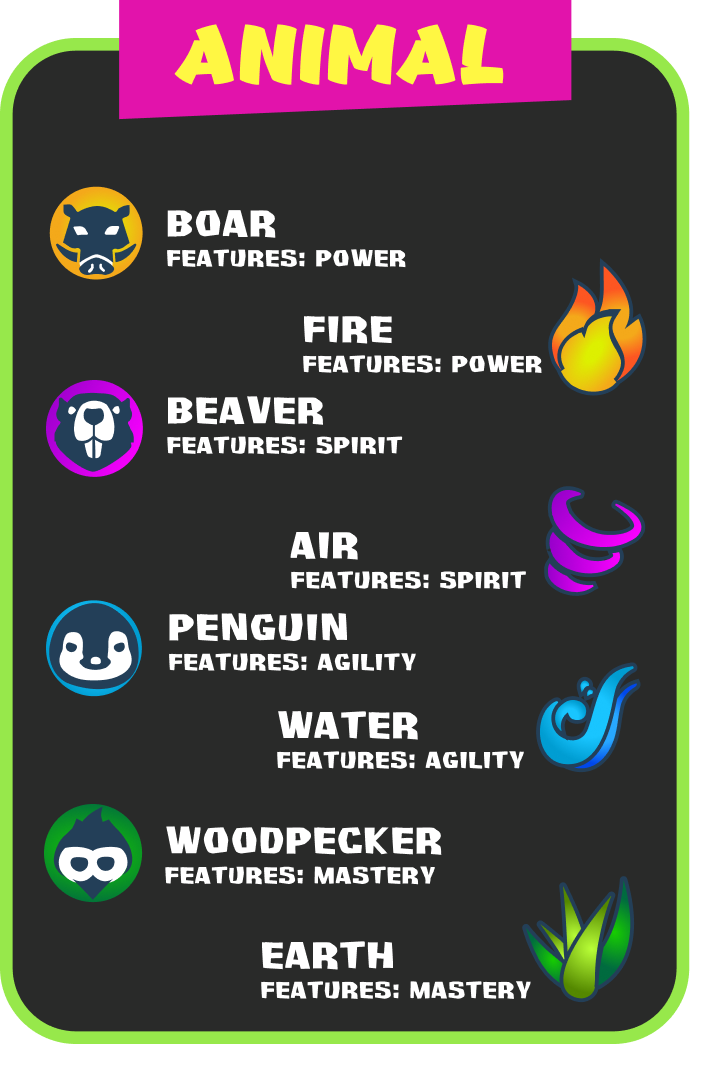 ANIMAL
BOAR
FEATURES: POWER
FIRE
FEATURES: POWER
BEAVER
FEATURES: SPIRIT
AIR
FEATURES: SPIRIT
PENGUIN
FEATURES: AGILITY
WATER
FEATURES: AGILITY
WOODPECKER
FEATURES: MASTERY
EARTH
FEATURES: MASTERY